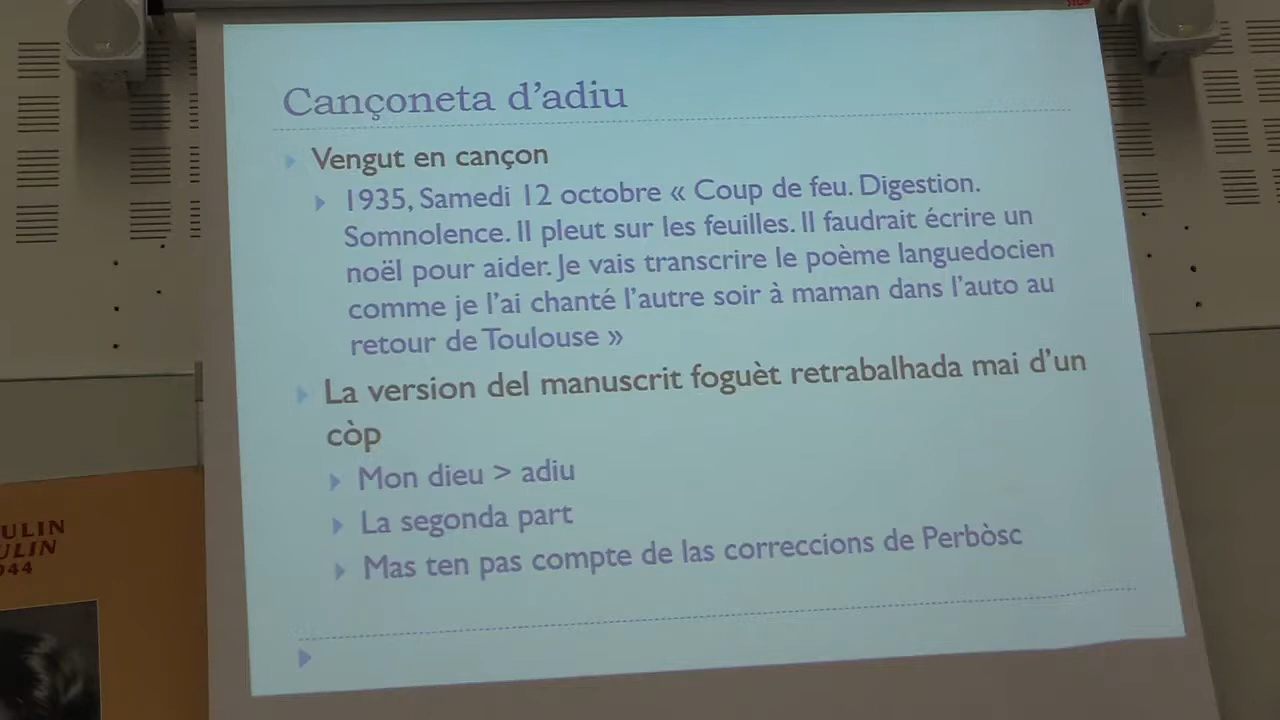 Cançoneta d'adiu
Vengut en cançon
1935, Samedi 12 octobre « Coup de feu. Digestion.
Somnolence. Il pleut sur les feuilles. Il faudrait écrire un
noël pour aider. Je vais transcrire le poème languedocien
comme je l'ai chanté l'autre soir à maman dans l'auto au
retour de Toulouse »
La version del manuscrit foguèt retrabalhada mai d'un
còp
Mon dieu > adiu
La segonda part
Mas ten pas compte de las correccions de Perbòsc
ULIN
ULIN
944